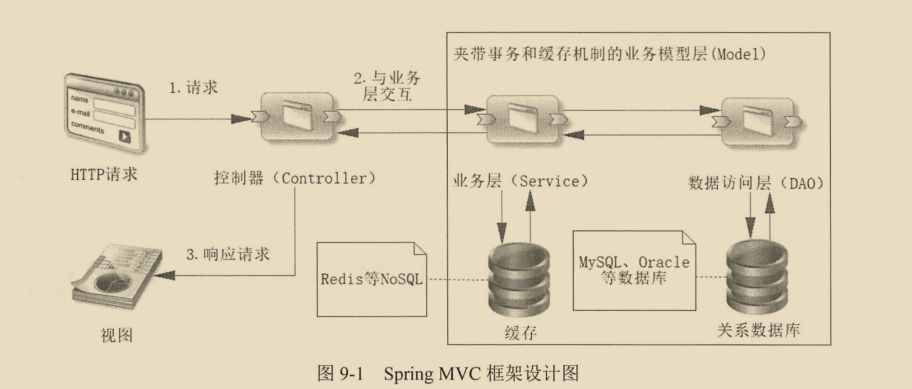 夹带事务和缓存机制的业务模型层(Model)
1.请求
2.与业务
层交互
name
e-mail
comments
HTTP请求
控制器（Controller）
业务层（Service）
数据访问层（DAO）
3.响应请求
Redis等NoSQL
MySQL、Oracle
等数据库
视图
缓存
关系数据库
图 9-1 Spring MVC 框架设计图